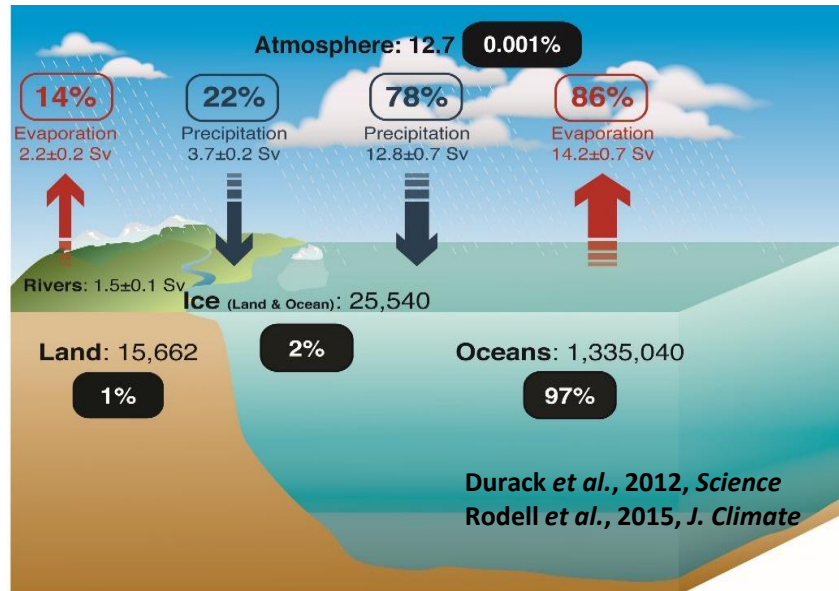 Atmosphere: 12.7 0.001%
14% 22% 78% 86%
Evaporation Precipitation Precipitation Evaporation
2.2±0.2 Sv 3.7±0.2 Sv 12.8±0.7 Sv 14.2±0.7 Sv
Rivers: 1.5±0.1 Sv
Ice (Land & Ocean): 25,540
2%
Land: 15,662
1%
Oceans: 1,335,040
97%
Durack et al., 2012, Science
Rodell et al., 2015, J. Climate